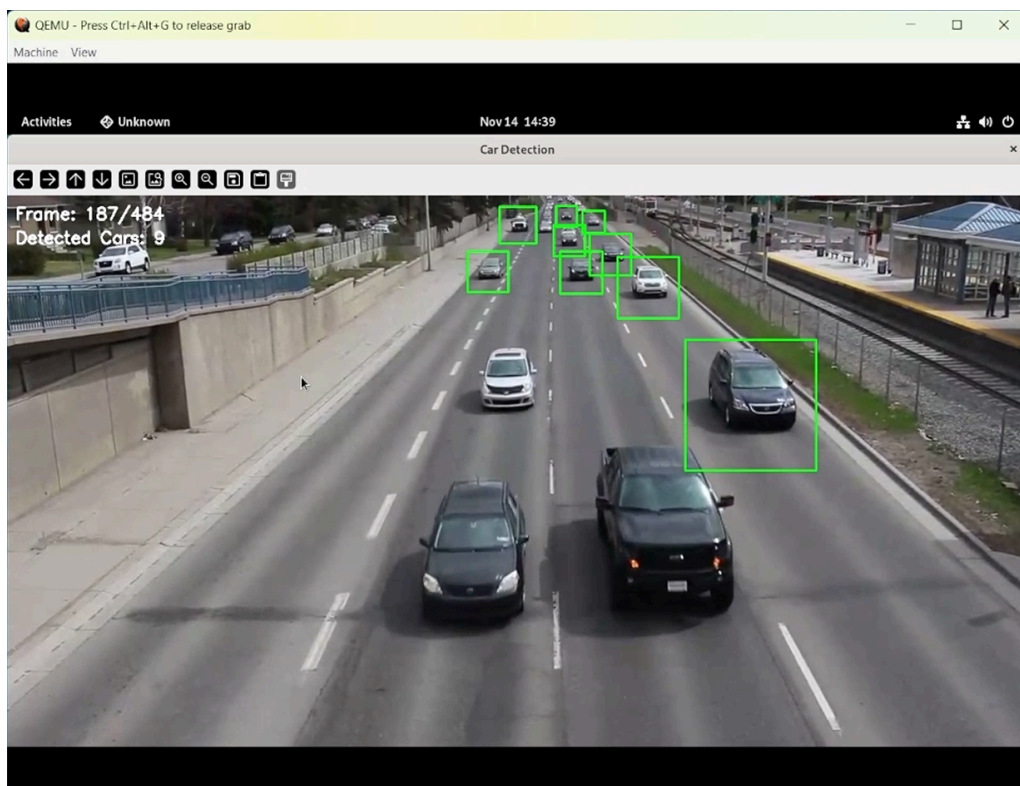 QEMU - Press Ctrl+Alt+G to release grab
Machine View
Activities Unknown Nov 14 14:39
Car Detection
Frame: 187/484
Detected Cars: 9